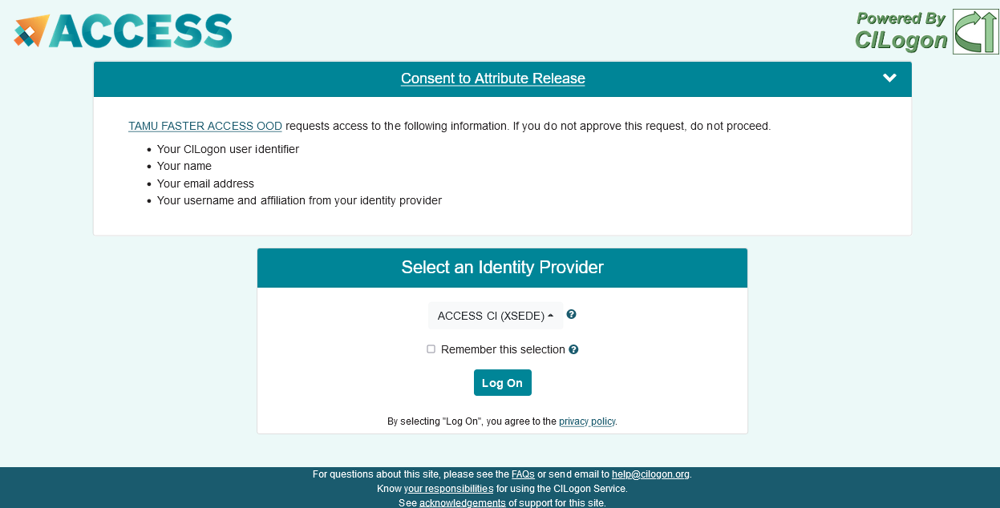 ACCESS
Powered By
CILogon
Consent to Attribute Release
TAMU FASTER ACCESS OOD requests access to the following information. If you do not approve this request, do not proceed.
• Your CILogon user identifier
• Your name
• Your email address
• Your username and affiliation from your identity provider
Select an Identity Provider
ACCESS CI (XSEDE)
Remember this selection
Log On
By selecting "Log On", you agree to the privacy policy.
For questions about this site, please see the FAQs or send email to help@cilogon.org.
Know your responsibilities for using the CILogon Service.
See acknowledgements of support for this site.